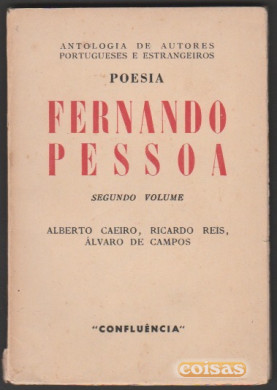 ANTOLOGIA DE AUTORES
PORTUGUESES E ESTRANGEIROS
POESIA
FERNANDO
PESSOA
SEGUNDO VOLUME
ALBERTO CAEIRO, RICARDO REIS,
ÁLVARO DE CAMPOS
"CONFLUÊNCIA"
coisas